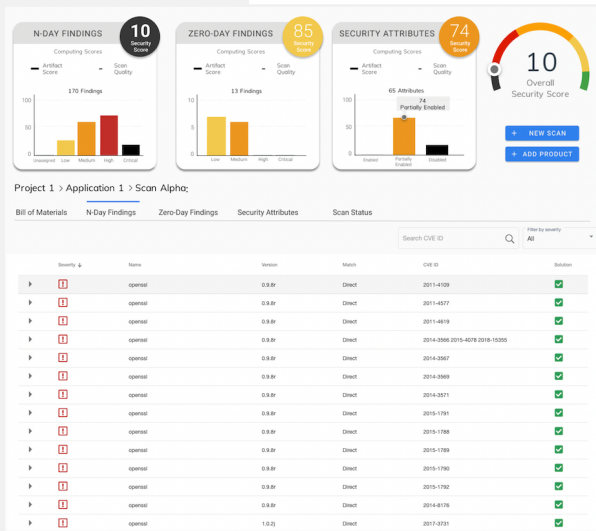 N-DAY FINDINGS
10
Security
Score
Computing Scores
Artifact
Score
Scan
Quality
170 Findings
100
50
0
Unassigned Low Medium High Critical
ZERO-DAY FINDINGS
85
Security
Score
Computing Scores
Artifact
Score
Scan
Quality
13 Findings
10
8
0
Low Medium High Critical
SECURITY ATTRIBUTES
74
Security
Score
Computing Scores
Artifact
Score
Scan
Quality
65 Attributes
74
Partially Enabled
100
50
0
Enabled Partially
Enabled Disabled
10
Overall
Security Score
+ NEW SCAN
+ ADD PRODUCT
Project 1 > Application 1 > Scan Alpha;
Bill of Materials N-Day Findings Zero-Day Findings Security Attributes Scan Status
Search CVE ID
Filter by severity
All
Severity ↓ Name Version Match CVE ID Solution
openssl 0.9.8r Direct 2011-4109
openssl 0.9.8r Direct 2011-4577
openssl 0.9.8r Direct 2011-4619
openssl 0.9.8r Direct 2014-3566 2015-4078 2018-15355
openssl 0.9.8r Direct 2014-3567
openssl 0.9.8r Direct 2014-3569
openssl 0.9.8r Direct 2014-3571
openssl 0.9.8r Direct 2015-1791
openssl 0.9.8r Direct 2015-1788
openssl 0.9.8r Direct 2015-1789
openssl 0.9.8r Direct 2015-1790
openssl 0.9.8r Direct 2015-1792
openssl 0.9.8r Direct 2014-8176
openssl 1.0.2j Direct 2017-3731